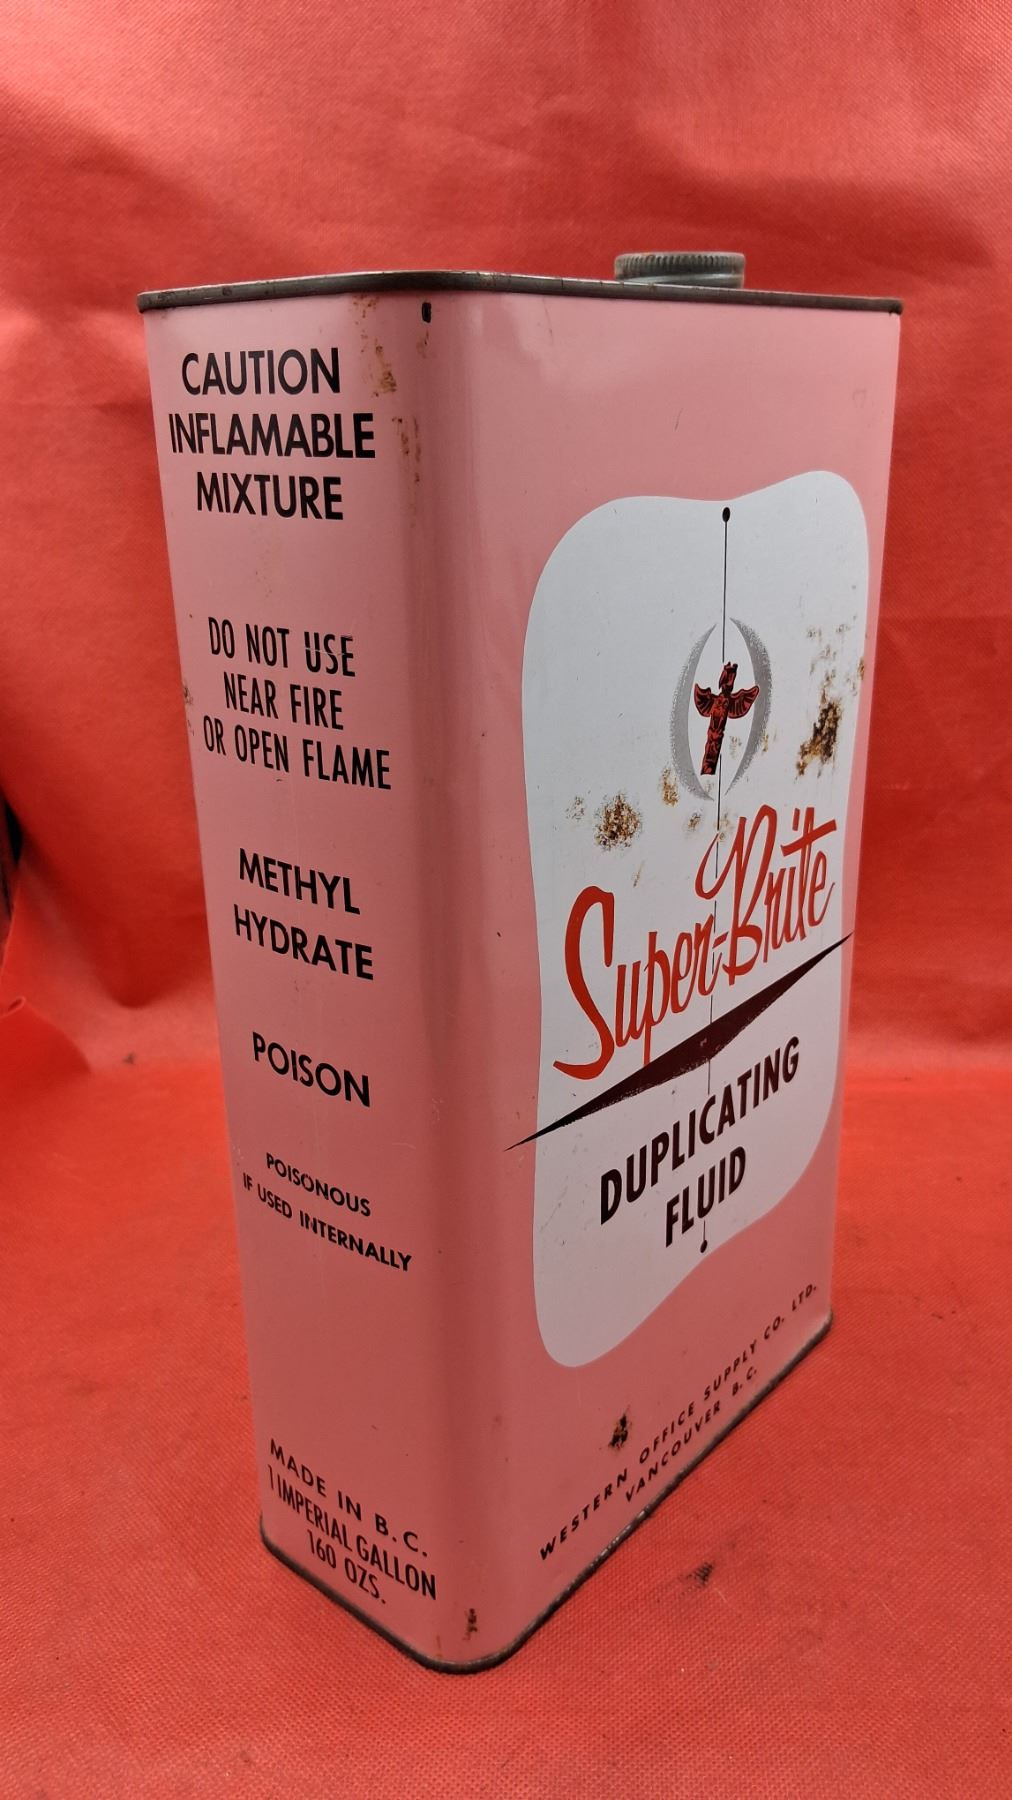 CAUTION
INFLAMABLE
MIXTURE
DO NOT USE
NEAR FIRE
OR OPEN FLAME
METHYL
HYDRATE
POISON
POISONOUS
IF USED INTERNALLY
MADE IN B.C.
1 IMPERIAL GALLON
160 OZS.
Super-Brite
DUPLICATING
FLUID
WESTERN OFFICE SUPPLY CO. LTD.
VANCOUVER B.C.